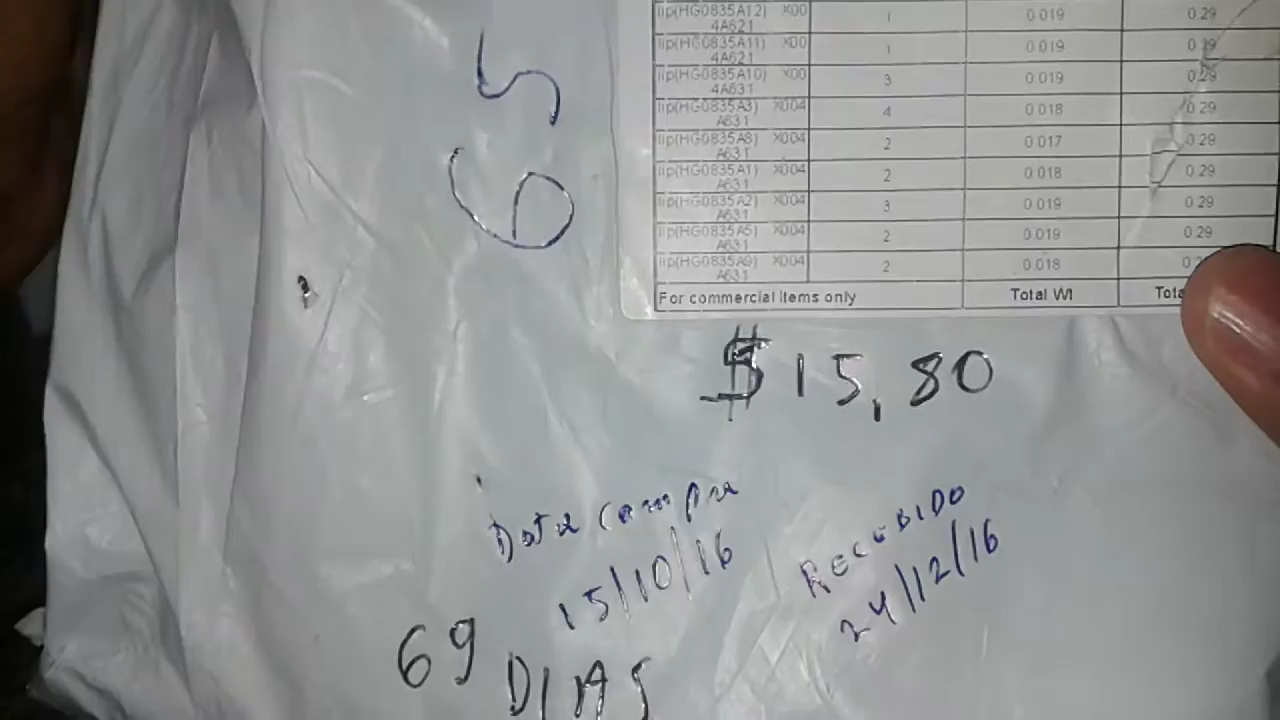 lip(HG0835A12) X00 1 0.019 0.29
4A621
lip(HG0835A11) X00 1 0.019 0.29
4A621
lip(HG0835A10) X00 3 0.019 0.29
4A631
lip(HG0835A3) X004 4 0.018 0.29
A631
lip(HG0835A8) X004 2 0.017 0.29
A631
lip(HG0835A1) X004 2 0.018 0.29
A631
lip(HG0835A2) X004 3 0.019 0.29
A631
lip(HG0835A5) X004 2 0.019 0.29
A631
lip(HG0835A9) X004 2 0.018
A631
For commercial items only Total Wt
65
$15,80
Data Compra
15/10/16
RECEBIDO
24/12/16
69 DIAS